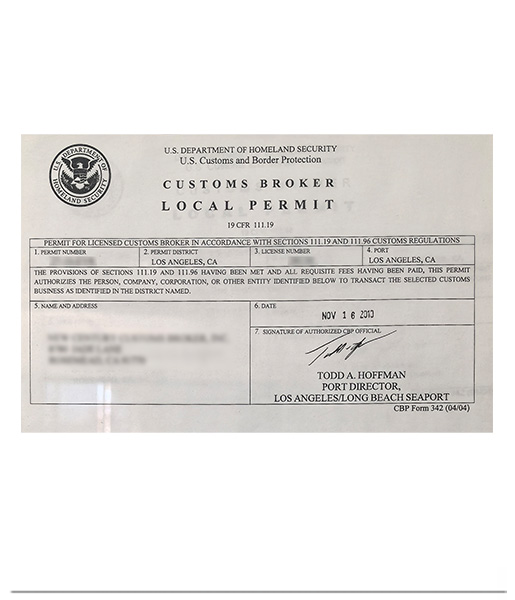 U.S. DEPARTMENT OF HOMELAND SECURITY
U.S. Customs and Border Protection
CUSTOMS BROKER
LOCAL PERMIT
19 CFR 111.19
PERMIT FOR LICENSED CUSTOMS BROKER IN ACCORDANCE WITH SECTIONS 111.19 AND 111.96 CUSTOMS REGULATIONS
1. PERMIT NUMBER 2. PERMIT DISTRICT 3. LICENSE NUMBER 4. PORT
LOS ANGELES, CA LOS ANGELES, CA
THE PROVISIONS OF SECTIONS 111.19 AND 111.96 HAVING BEEN MET AND ALL REQUISITE FEES HAVING BEEN PAID, THIS PERMIT
AUTHORIZIES THE PERSON, COMPANY, CORPORATION, OR OTHER ENTITY IDENTIFIED BELOW TO TRANSACT THE SELECTED CUSTOMS
BUSINESS AS IDENTIFIED IN THE DISTRICT NAMED.
5. NAME AND ADDRESS
6. DATE
NOV 18
7. SIGNATURE OF AUTHORIZED CBP OFFICIAL
TODD A. HOFFMAN
PORT DIRECTOR,
LOS ANGELES/LONG BEACH SEAPORT
CBP Form 342 (04/04)
U.S. DEPARTMENT OF
HOMELAND SECURITY